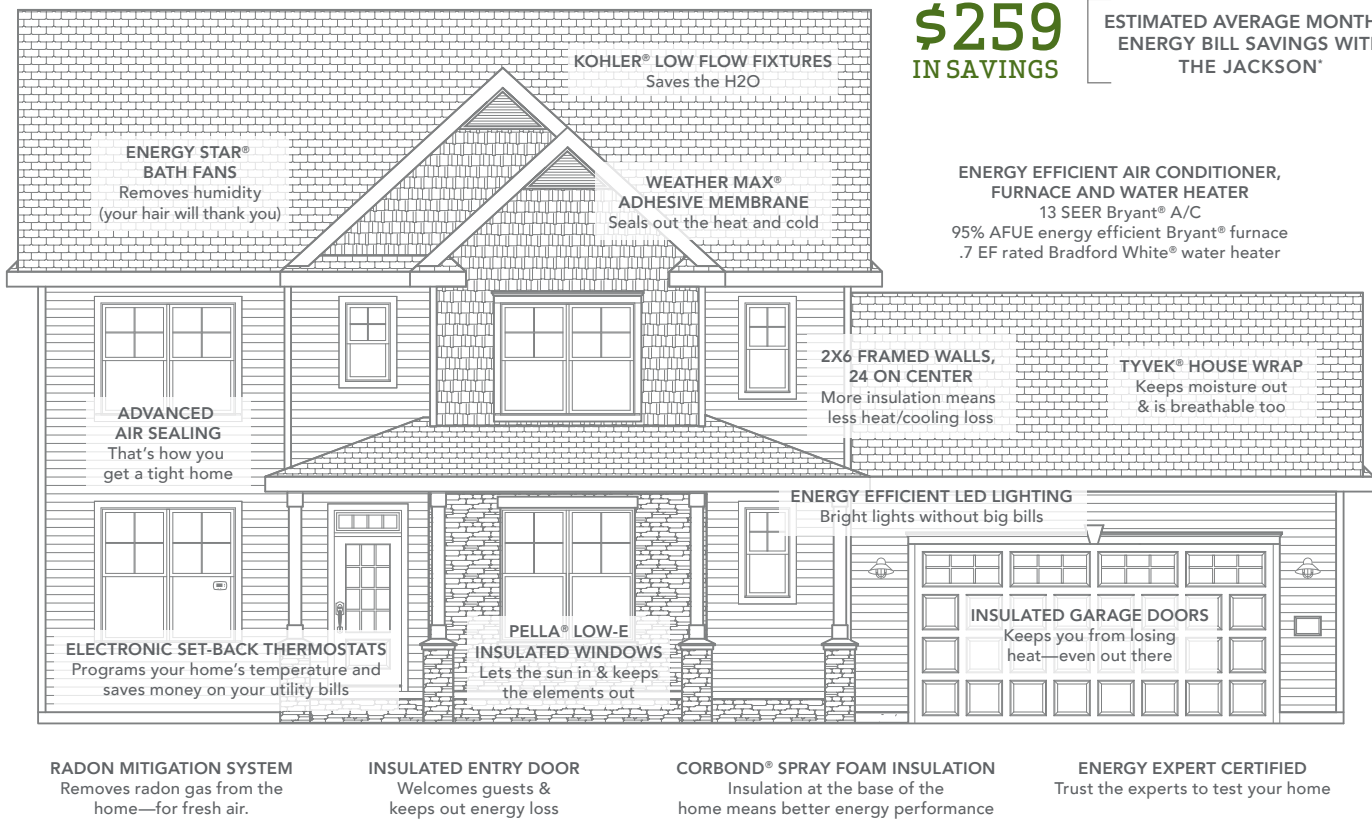 $259
IN SAVINGS
ESTIMATED AVERAGE MONTH
ENERGY BILL SAVINGS WIT
THE JACKSON*
KOHLER® LOW FLOW FIXTURES
Saves the H2O
ENERGY STAR®
BATH FANS
Removes humidity
(your hair will thank you)
WEATHER MAX®
ADHESIVE MEMBRANE
Seals out the heat and cold
ENERGY EFFICIENT AIR CONDITIONER,
FURNACE AND WATER HEATER
13 SEER Bryant® A/C
95% AFUE energy efficient Bryant® furnace
.7 EF rated Bradford White® water heater
2X6 FRAMED WALLS,
24 ON CENTER
More insulation means
less heat/cooling loss
TYVEK® HOUSE WRAP
Keeps moisture out
& is breathable too
ADVANCED
AIR SEALING
That's how you
get a tight home
ENERGY EFFICIENT LED LIGHTING
Bright lights without big bills
ELECTRONIC SET-BACK THERMOSTATS
Programs your home's temperature and
saves money on your utility bills
PELLA® LOW-E
INSULATED WINDOWS
Lets the sun in & keeps
the elements out
INSULATED GARAGE DOORS
Keeps you from losing
heat—even out there
RADON MITIGATION SYSTEM
Removes radon gas from the
home—for fresh air.
INSULATED ENTRY DOOR
Welcomes guests &
keeps out energy loss
CORBOND® SPRAY FOAM INSULATION
Insulation at the base of the
home means better energy performance
ENERGY EXPERT CERTIFIED
Trust the experts to test your home